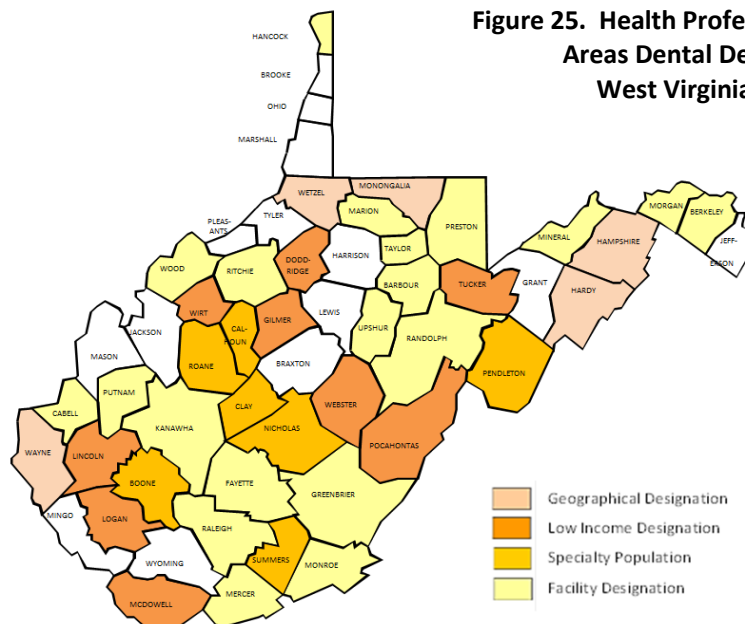 Figure 25. Health Profe
Areas Dental De
West Virginia
HANCOCK
BROOKE
OHIO
MARSHALL
WETZEL
MONONGALIA
MARION
PRESTON
MORGAN
BERKELEY
JEFF-
ERSON
MINERAL
HAMPSHIRE
TYLER
PLEAS-
ANTS
WOOD
RITCHIE
DODD-
RIDGE
HARRISON
TAYLOR
BARBOUR
TUCKER
GRANT
HARDY
WIRT
CAL-
HOUN
GILMER
LEWIS
UPSHUR
RANDOLPH
JACKSON
MASON
ROANE
BRAXTON
PENDLETON
PUTNAM
CABELL
CLAY
WEBSTER
KANAWHA
NICHOLAS
POCAHONTAS
WAYNE
LINCOLN
BOONE
FAYETTE
GREENBRIER
MINGO
LOGAN
RALEIGH
WYOMING
SUMMERS
MONROE
MERCER
MCDOWELL
Geographical Designation
Low Income Designation
Specialty Population
Facility Designation